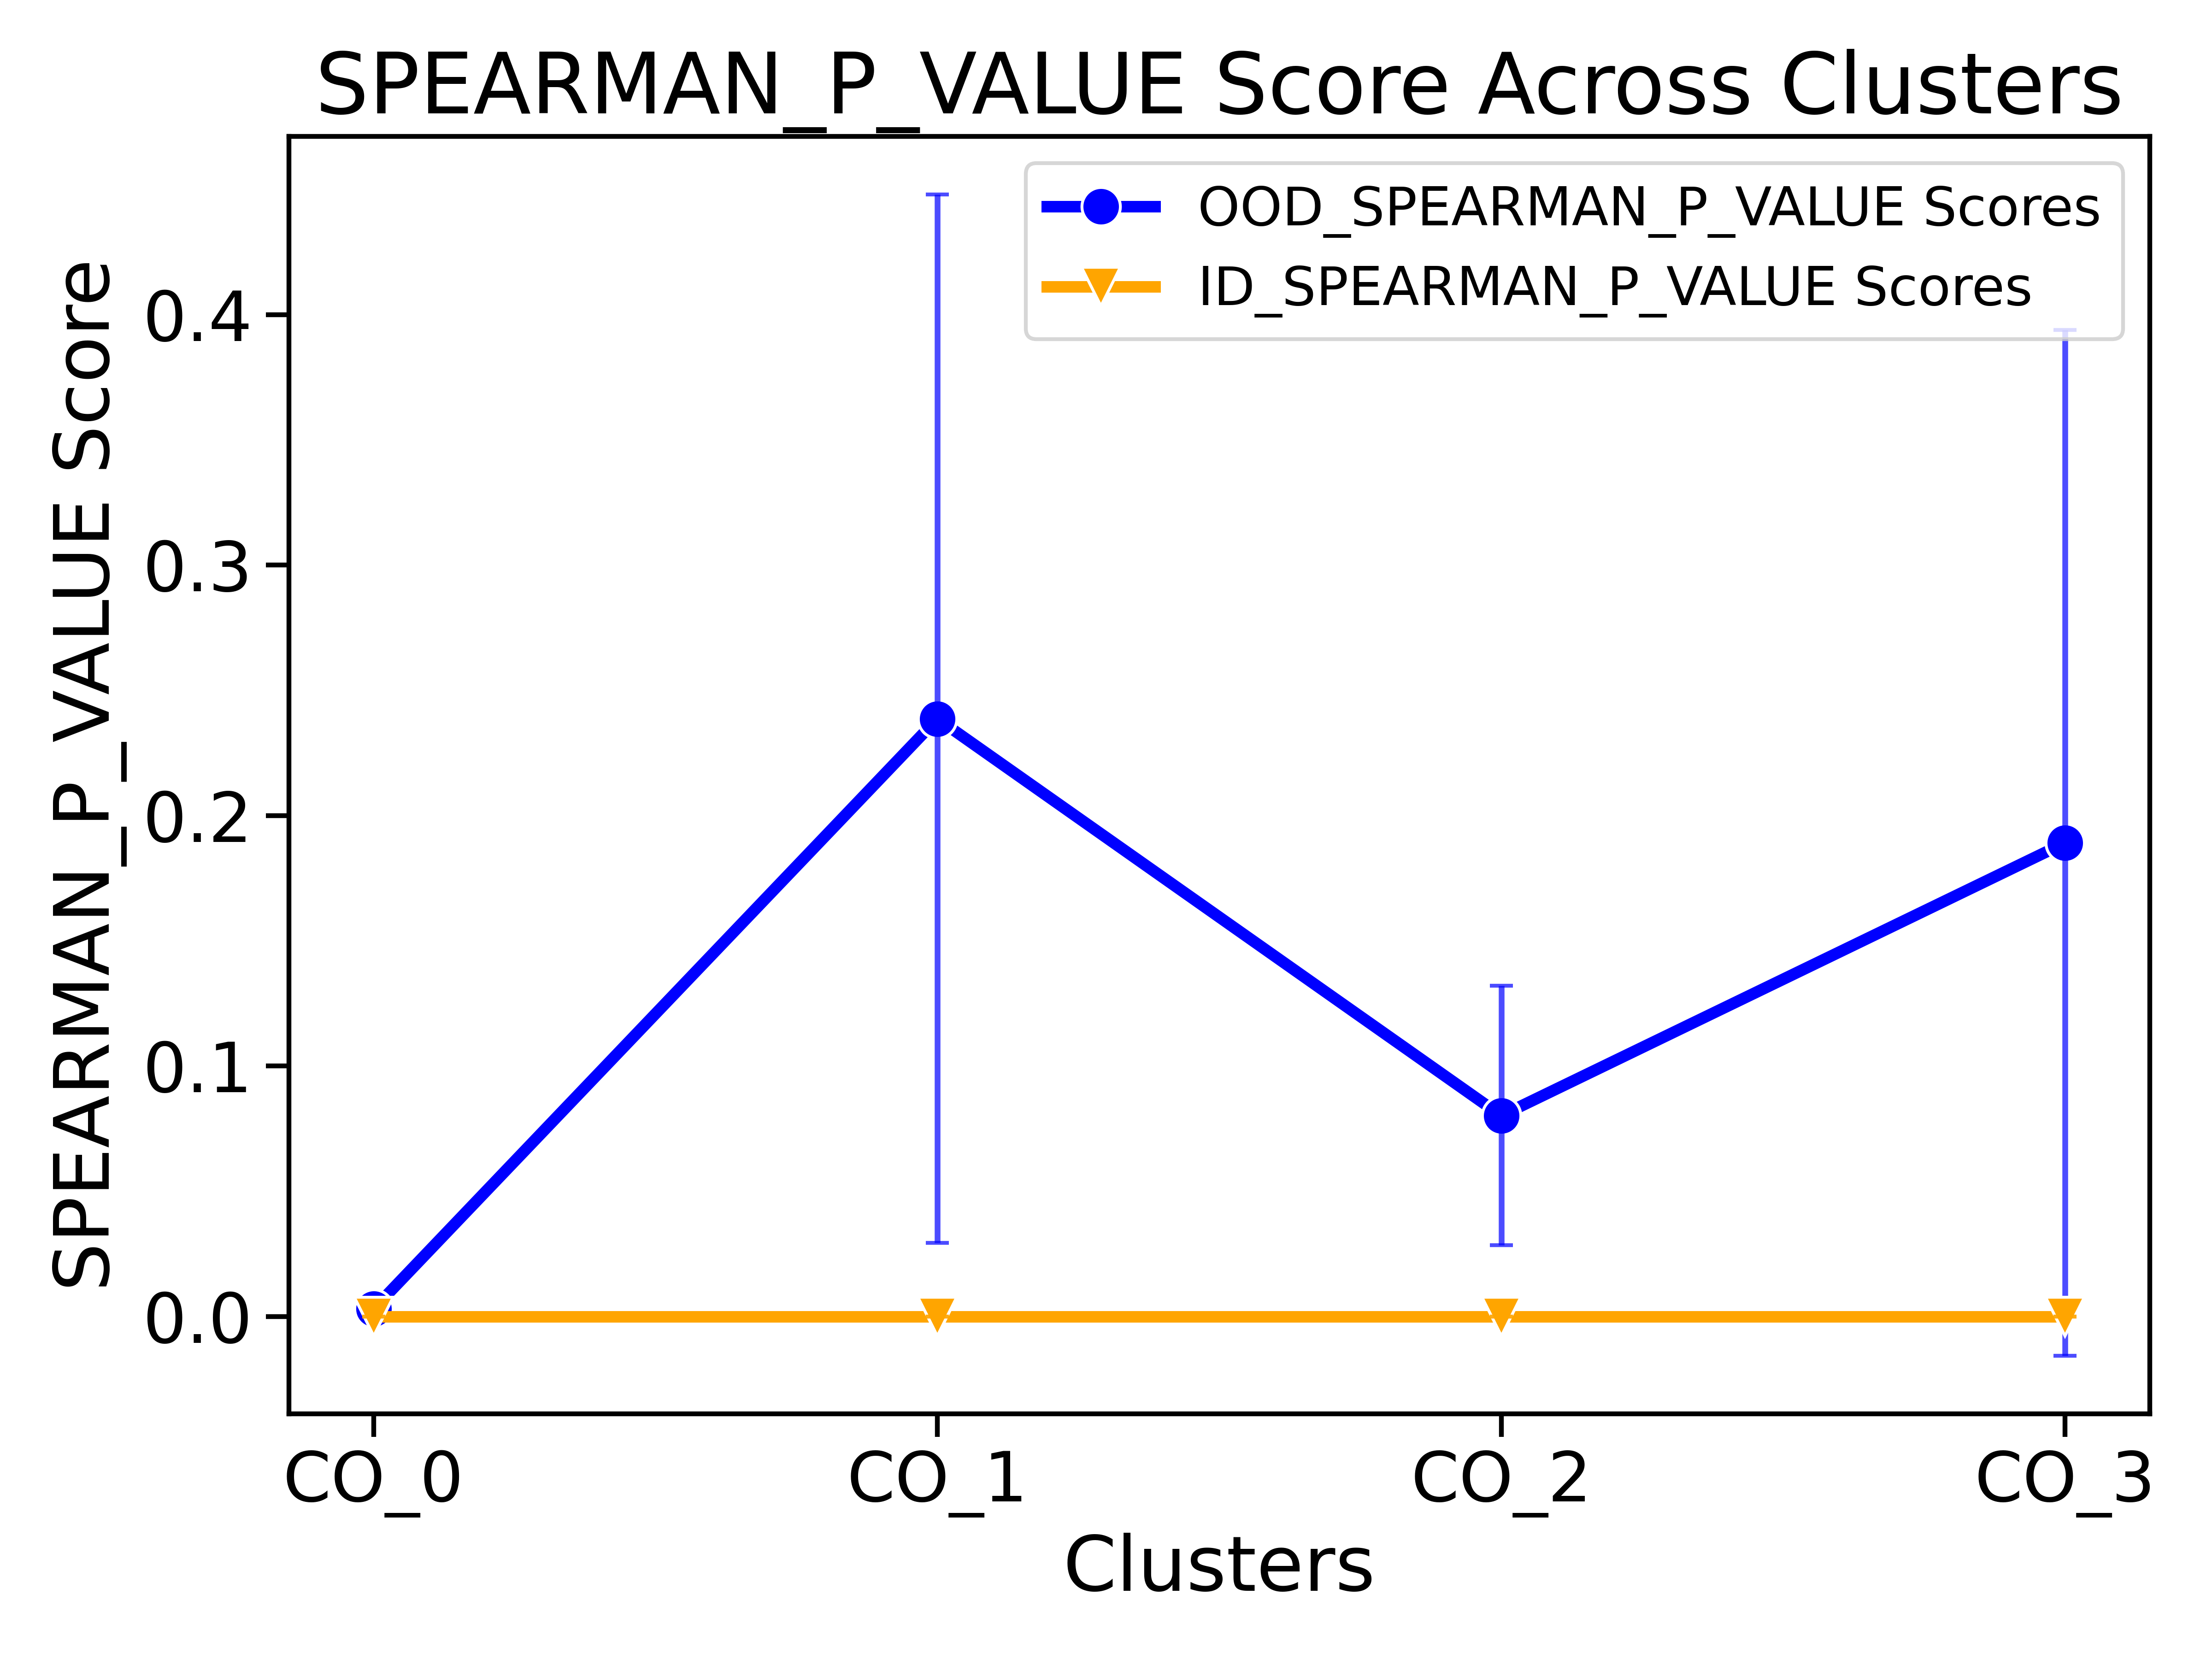 SPEARMAN_P_VALUE Score Across Clusters
OOD_SPEARMAN_P_VALUE Scores
ID_SPEARMAN_P_VALUE Scores
SPEARMAN_P_VALUE Score
0.4
0.3
0.2
0.1
0.0
CO_0 CO_1 CO_2 CO_3
Clusters